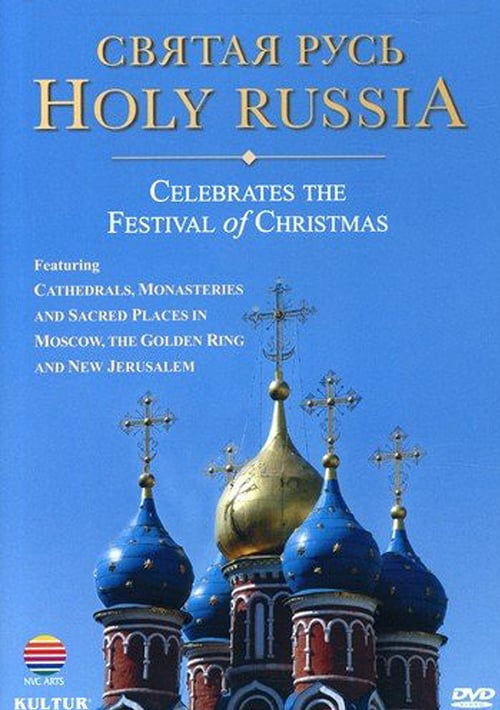 СВЯТАЯ РУСЬ
HOLY RUSSIA
CELEBRATES THE
FESTIVAL of CHRISTMAS
Featuring
CATHEDRALS, MONASTERIES
AND SACRED PLACES IN
MOSCOW, THE GOLDEN RING
AND NEW JERUSALEM
NVC ARTS
KULTUR
DVD
VIDEO